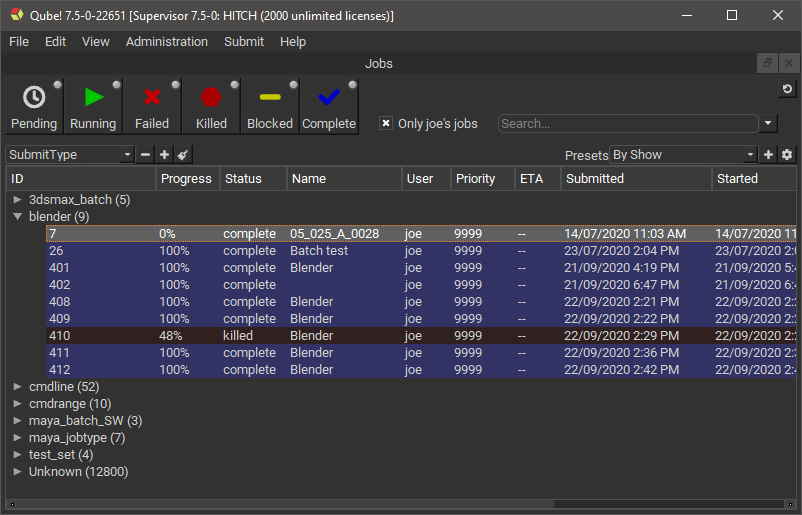 Qube! 7.5-0-22651 [Supervisor 7.5-0: HITCH (2000 unlimited licenses)]
File Edit View Administration Submit Help
Jobs
Pending Running Failed Killed Blocked Complete Only joe's jobs Search...
SubmitType Presets By Show
ID Progress Status Name User Priority ETA Submitted Started
3dsmax_batch (5)
blender (9)
7 0% complete 05_025_A_0028 joe 9999 -- 14/07/2020 11:03 AM 14/07/2020 11
26 100% complete Batch test joe 9999 -- 23/07/2020 2:04 PM 23/07/2020 2:
401 100% complete Blender joe 9999 -- 21/09/2020 4:19 PM 21/09/2020 5:
402 100% complete joe 9999 -- 21/09/2020 6:47 PM 21/09/2020 6:
408 100% complete Blender joe 9999 -- 22/09/2020 2:21 PM 22/09/2020 2:
409 100% complete Blender joe 9999 -- 22/09/2020 2:22 PM 22/09/2020 2:
410 48% killed Blender joe 9999 -- 22/09/2020 2:29 PM 22/09/2020 2:
411 100% complete Blender joe 9999 -- 22/09/2020 2:36 PM 22/09/2020 2:
412 100% complete Blender joe 9999 -- 22/09/2020 2:42 PM 22/09/2020 2:
cmdline (52)
cmdrange (10)
maya_batch_SW (3)
maya_jobtype (7)
test_set (4)
Unknown (12800)